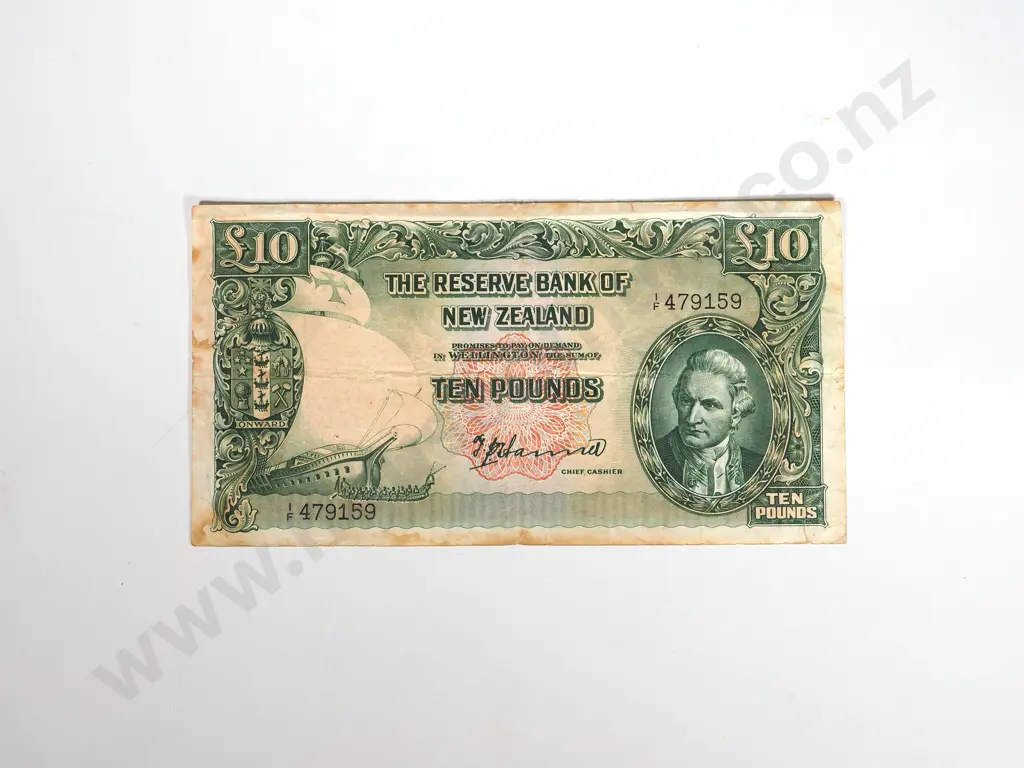 £10
£10
THE RESERVE BANK OF
NEW ZEALAND
1/F 479159
PROMISES TO PAY ON DEMAND
IN WELLINGTON THE SUM OF
TEN POUNDS
ONWARD
CHIEF CASHIER
1/F 479159
TEN
POUNDS
www.
.co.nz